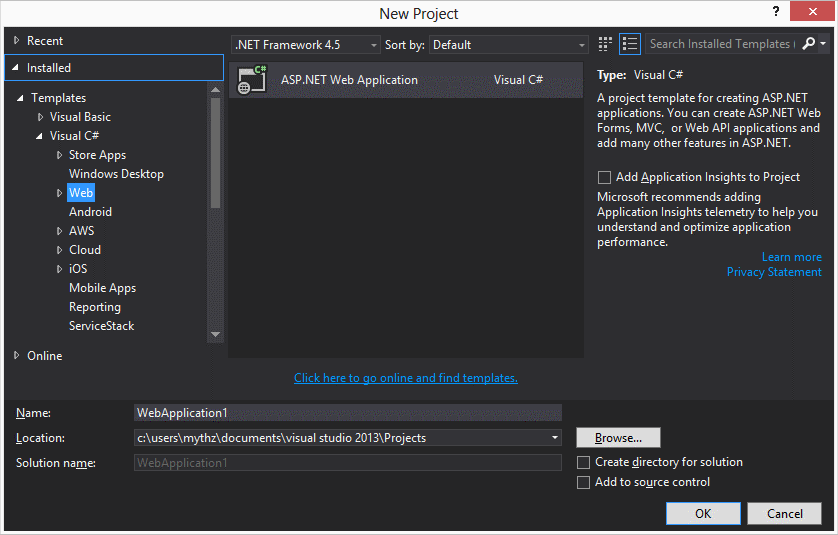 New Project
?
Recent
Installed
Templates
Visual Basic
Visual C#
Store Apps
Windows Desktop
Web
Android
AWS
Cloud
iOS
Mobile Apps
Reporting
ServiceStack
Online
.NET Framework 4.5
Sort by: Default
Search Installed Templates (
C#
ASP.NET Web Application Visual C#
Click here to go online and find templates.
Type: Visual C#
A project template for creating ASP.NET
applications. You can create ASP.NET Web
Forms, MVC, or Web API applications and
add many other features in ASP.NET.
Add Application Insights to Project
Microsoft recommends adding
Application Insights telemetry to help you
understand and optimize application
performance.
Learn more
Privacy Statement
Name: WebApplication1
Location: c:\users\mythz\documents\visual studio 2013\Projects
Browse...
Solution name: WebApplication1
Create directory for solution
Add to source control
OK Cancel